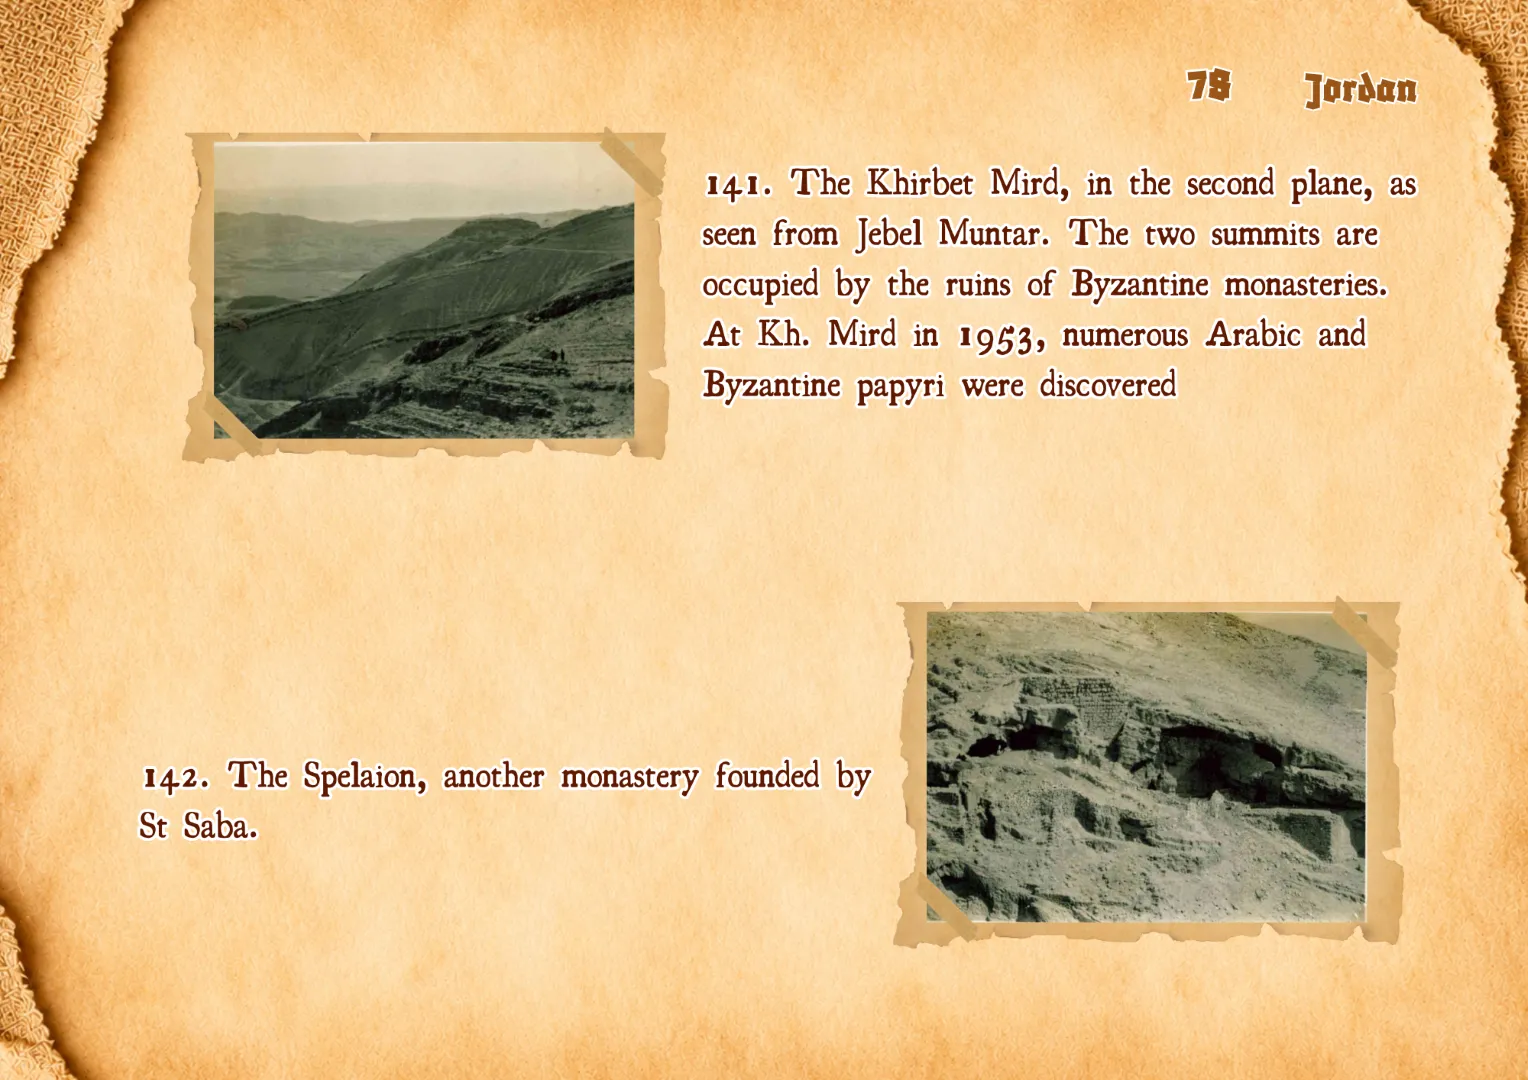 78 Jordan
141. The Khirbet Mird, in the second plane, as
seen from Jebel Muntar. The two summits are
occupied by the ruins of Byzantine monasteries.
At Kh. Mird in 1953, numerous Arabic and
Byzantine papyri were discovered
142. The Spelaion, another monastery founded by
St Saba.